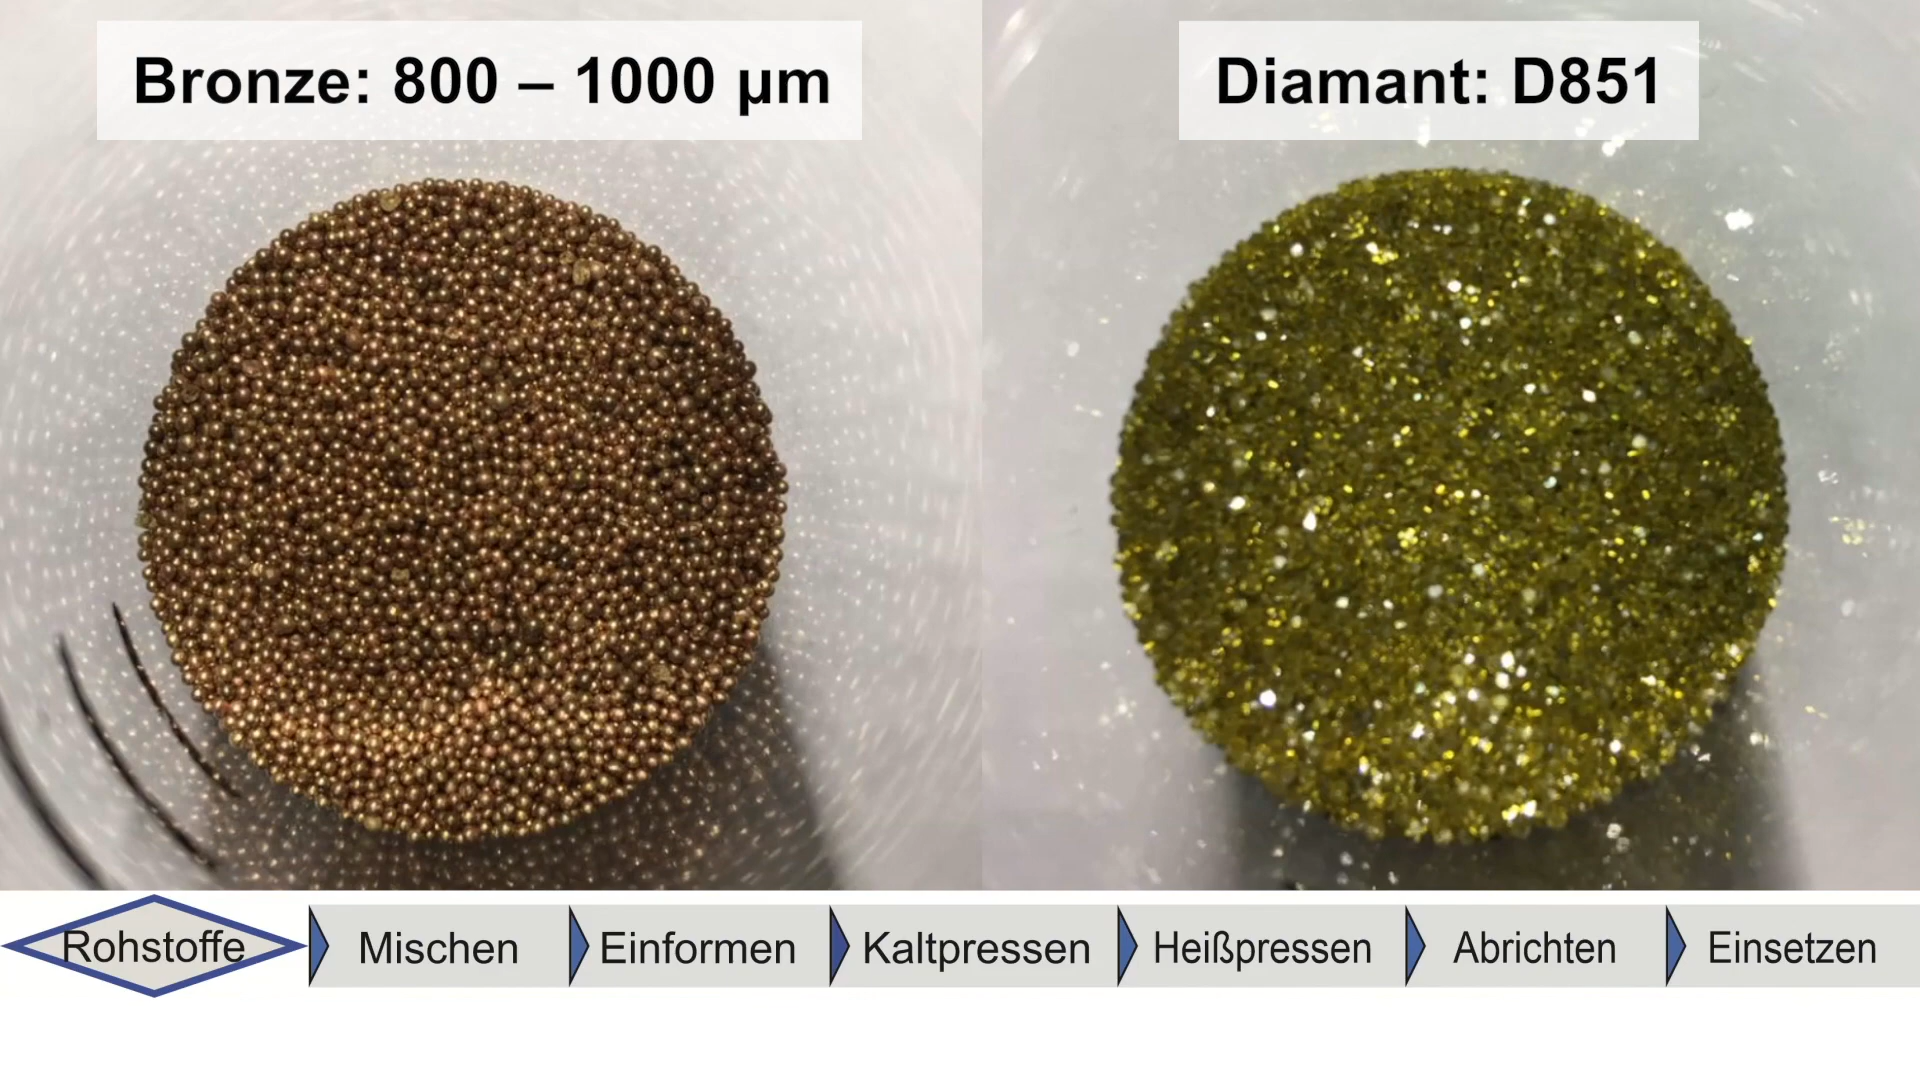 Bronze: 800 – 1000 µm
Diamant: D851
Rohstoffe
Mischen
Einformen
Kaltpressen
Heißpressen
Abrichten
Einsetzen